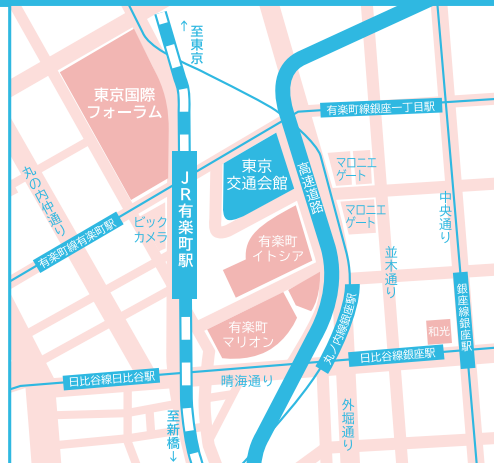 ↑至東京
東京国際
フォーラム
有楽町線銀座一丁目駅
丸の内仲通り
JR有楽町駅
東京
交通会館
高速道路
マロニエ
ゲート
中央通り
ビック
カメラ
有楽町線有楽町駅
マロニエ
ゲート
有楽町
イトシア
並木通り
銀座線銀座駅
丸ノ内線銀座駅
有楽町
マリオン
和光
日比谷線銀座駅
日比谷線日比谷駅
晴海通り
外堀通り
至新橋↓